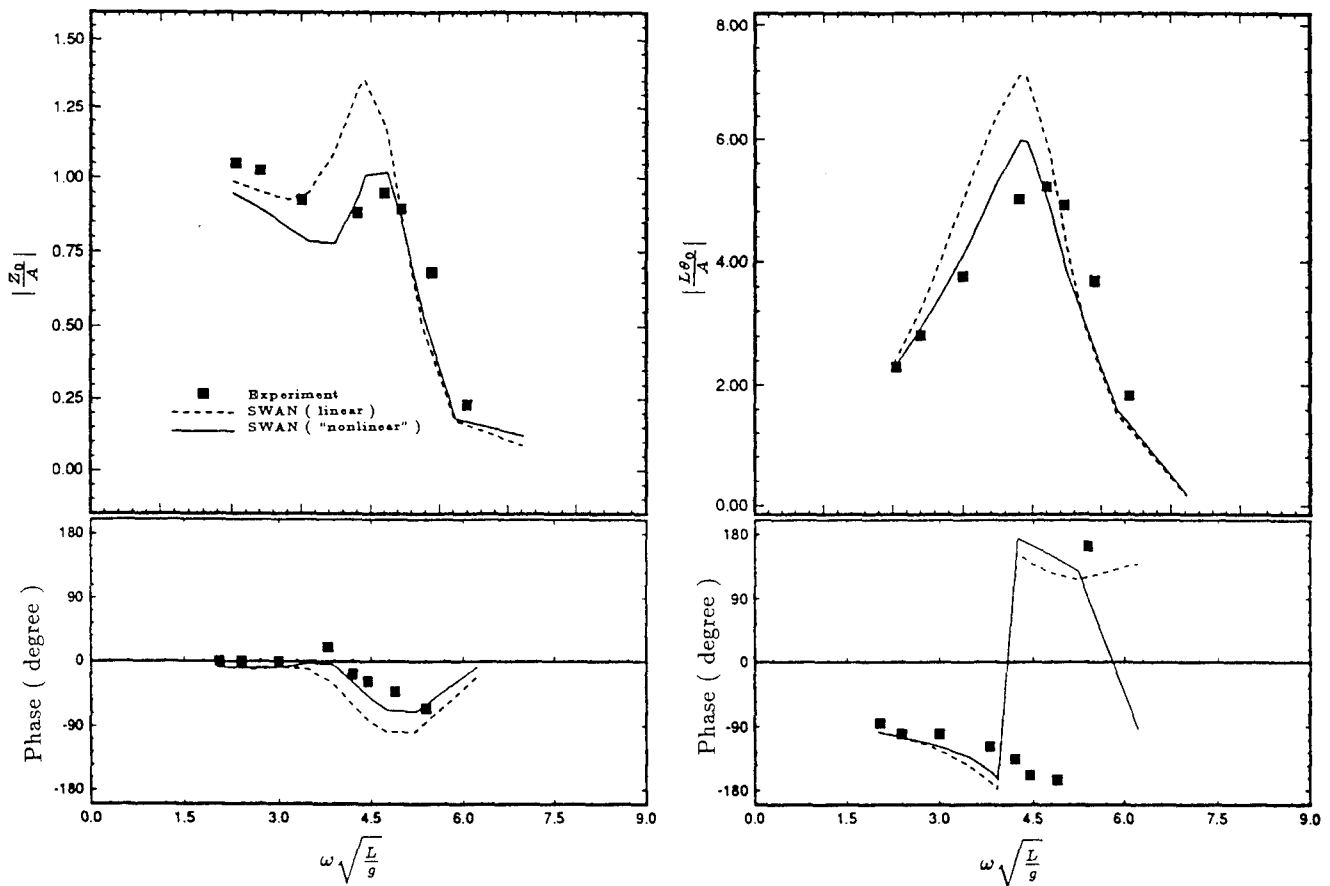 1.50
1.25
1.00
0.75
0.50
0.25
0.00
|Z₀/A|
Experiment
SWAN ( linear )
SWAN ( "nonlinear" )
180
90
0
-90
-180
Phase ( degree )
0.0 1.5 3.0 4.5 6.0 7.5 9.0
ω√(L/g)
8.00
6.00
4.00
2.00
0.00
|Lθ₀/A|
180
90
0
-90
-180
Phase ( degree )
0.0 1.5 3.0 4.5 6.0 7.5 9.0
ω√(L/g)